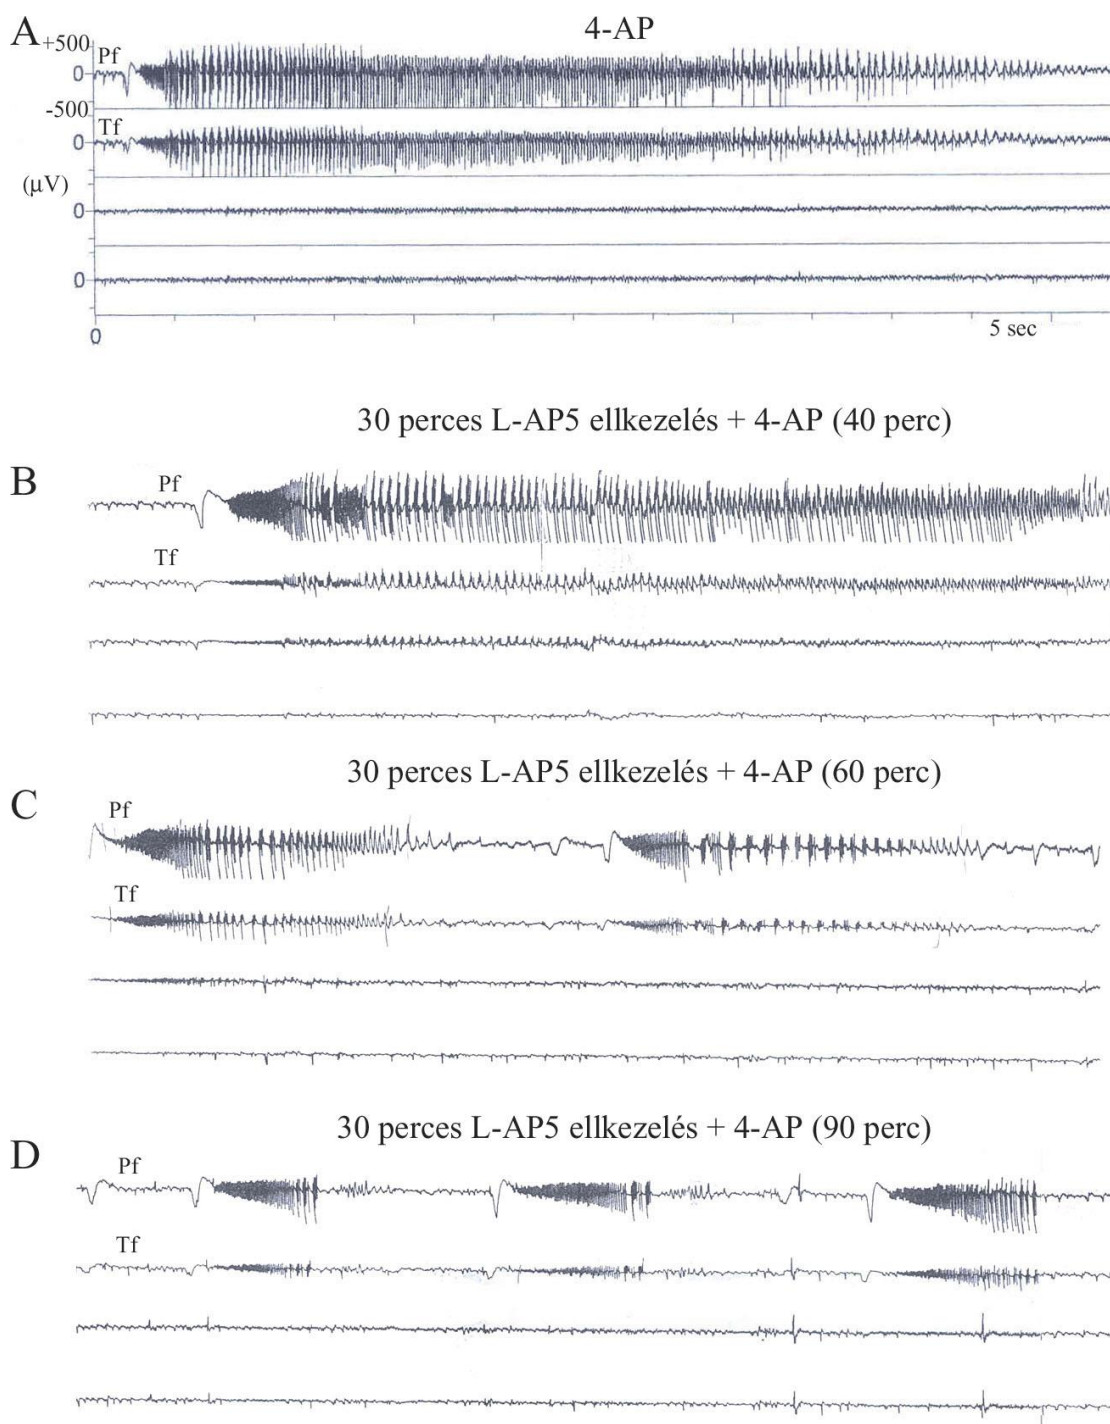 A
4-AP
+500
Pf
0
-500
Tf
0
(µV)
0
0
0
5 sec
30 perces L-AP5 ellkezelés + 4-AP (40 perc)
B
Pf
Tf
30 perces L-AP5 ellkezelés + 4-AP (60 perc)
C
Pf
Tf
30 perces L-AP5 ellkezelés + 4-AP (90 perc)
D
Pf
Tf